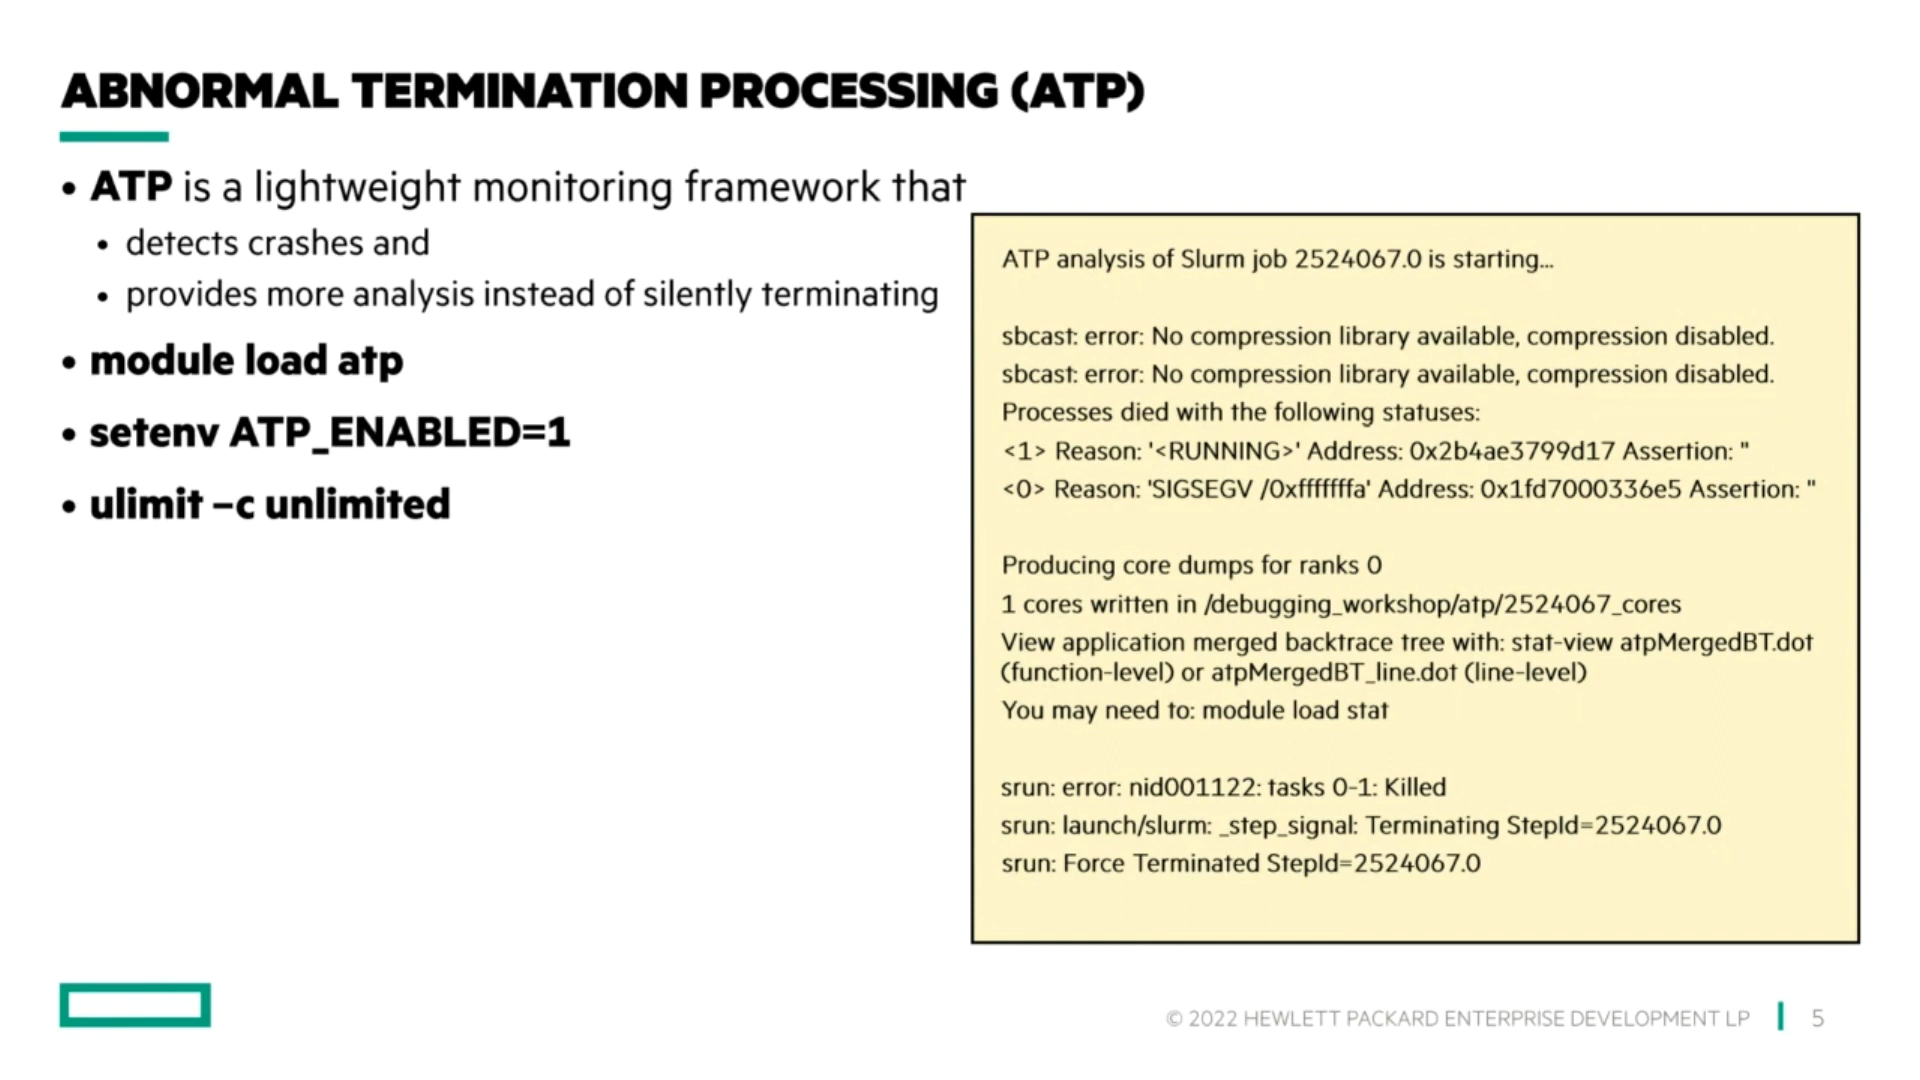 ABNORMAL TERMINATION PROCESSING (ATP)
• ATP is a lightweight monitoring framework that
• detects crashes and
• provides more analysis instead of silently terminating
• module load atp
• setenv ATP_ENABLED=1
• ulimit –c unlimited
ATP analysis of Slurm job 2524067.0 is starting...
sbcast: error: No compression library available, compression disabled.
sbcast: error: No compression library available, compression disabled.
Processes died with the following statuses:
<1> Reason: '<RUNNING>' Address: 0x2b4ae3799d17 Assertion: "
<0> Reason: 'SIGSEGV /0xfffffffa' Address: 0x1fd7000336e5 Assertion: "
Producing core dumps for ranks 0
1 cores written in /debugging_workshop/atp/2524067_cores
View application merged backtrace tree with: stat-view atpMergedBT.dot
(function-level) or atpMergedBT_line.dot (line-level)
You may need to: module load stat
srun: error: nid001122: tasks 0-1: Killed
srun: launch/slurm: _step_signal: Terminating StepId=2524067.0
srun: Force Terminated StepId=2524067.0
© 2022 HEWLETT PACKARD ENTERPRISE DEVELOPMENT LP
5